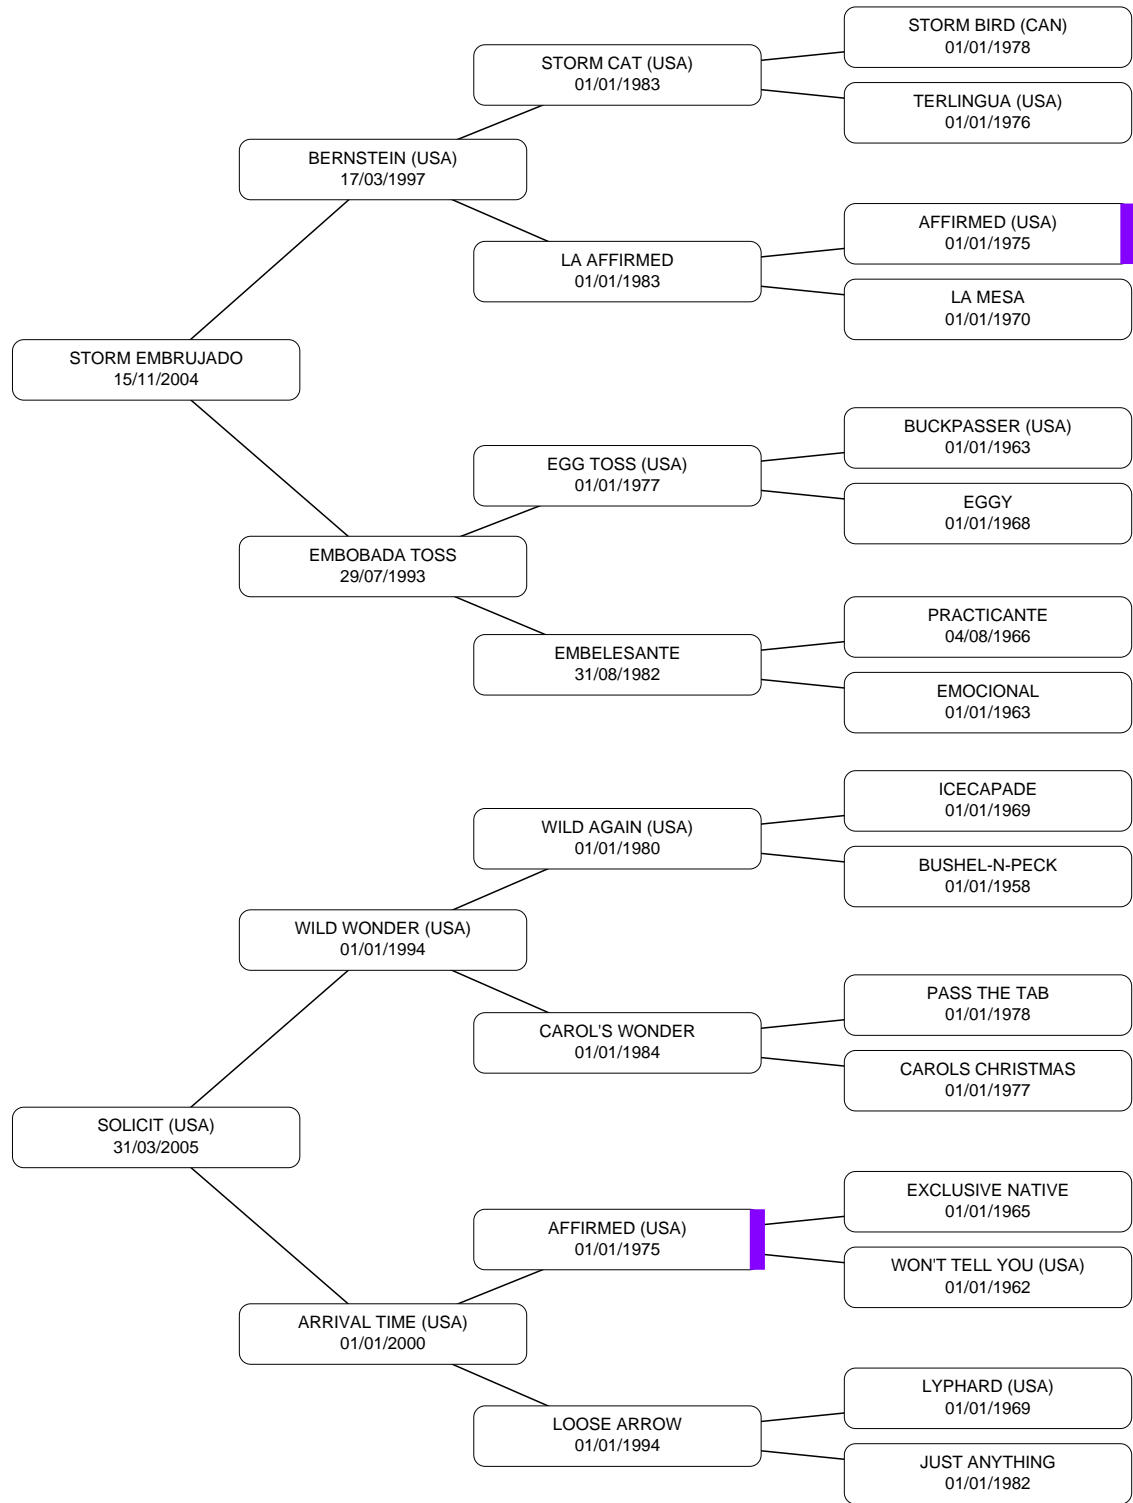 STORM BIRD (CAN)
01/01/1978
STORM CAT (USA)
01/01/1983
TERLINGUA (USA)
01/01/1976
BERNSTEIN (USA)
17/03/1997
AFFIRMED (USA)
01/01/1975
LA AFFIRMED
01/01/1983
LA MESA
01/01/1970
STORM EMBRUJADO
15/11/2004
BUCKPASSER (USA)
01/01/1963
EGG TOSS (USA)
01/01/1977
EGGY
01/01/1968
EMBOBADA TOSS
29/07/1993
PRACTICANTE
04/08/1966
EMBELESANTE
31/08/1982
EMOCIONAL
01/01/1963
ICECAPADE
01/01/1969
WILD AGAIN (USA)
01/01/1980
BUSHEL-N-PECK
01/01/1958
WILD WONDER (USA)
01/01/1994
PASS THE TAB
01/01/1978
CAROL'S WONDER
01/01/1984
CAROLS CHRISTMAS
01/01/1977
SOLICIT (USA)
31/03/2005
EXCLUSIVE NATIVE
01/01/1965
AFFIRMED (USA)
01/01/1975
WON'T TELL YOU (USA)
01/01/1962
ARRIVAL TIME (USA)
01/01/2000
LYPHARD (USA)
01/01/1969
LOOSE ARROW
01/01/1994
JUST ANYTHING
01/01/1982